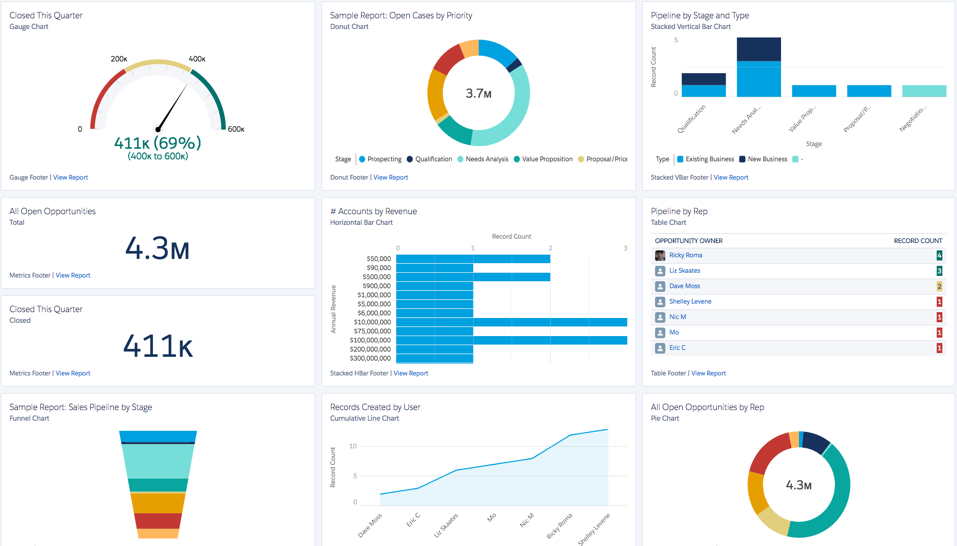 Closed This Quarter
Gauge Chart
200K
400K
0
600K
411K (69%)
(400K to 600K)
Gauge Footer | View Report
Sample Report: Open Cases by Priority
Donut Chart
3.7M
Stage
Prospecting
Qualification
Needs Analysis
Value Proposition
Proposal/Price
Donut Footer | View Report
Pipeline by Stage and Type
Stacked Vertical Bar Chart
Record Count
5
0
Qualification
Needs Anal...
Value Prop...
Proposal/P...
Negotiatio...
Stage
Type
Existing Business
New Business
-
Stacked VBar Footer | View Report
All Open Opportunities
Total
4.3M
Metrics Footer | View Report
Closed This Quarter
Closed
411K
Metrics Footer | View Report
# Accounts by Revenue
Horizontal Bar Chart
Record Count
0 1 2 3
Annual Revenue
$50,000
$90,000
$500,000
$900,000
$1,000,000
$5,000,000
$6,000,000
$10,000,000
$75,000,000
$100,000,000
$200,000,000
$300,000,000
Stacked HBar Footer | View Report
Pipeline by Rep
Table Chart
OPPORTUNITY OWNER RECORD COUNT
Ricky Roma 4
Liz Skaates 3
Dave Moss 2
Shelley Levene 1
Nic M 1
Mo 1
Eric C 1
Table Footer | View Report
Sample Report: Sales Pipeline by Stage
Funnel Chart
Records Created by User
Cumulative Line Chart
Record Count
10
5
0
Dave Moss
Eric C
Liz Skaates
Mo
Nic M
Ricky Roma
Shelley Levene
All Open Opportunities by Rep
Pie Chart
4.3M